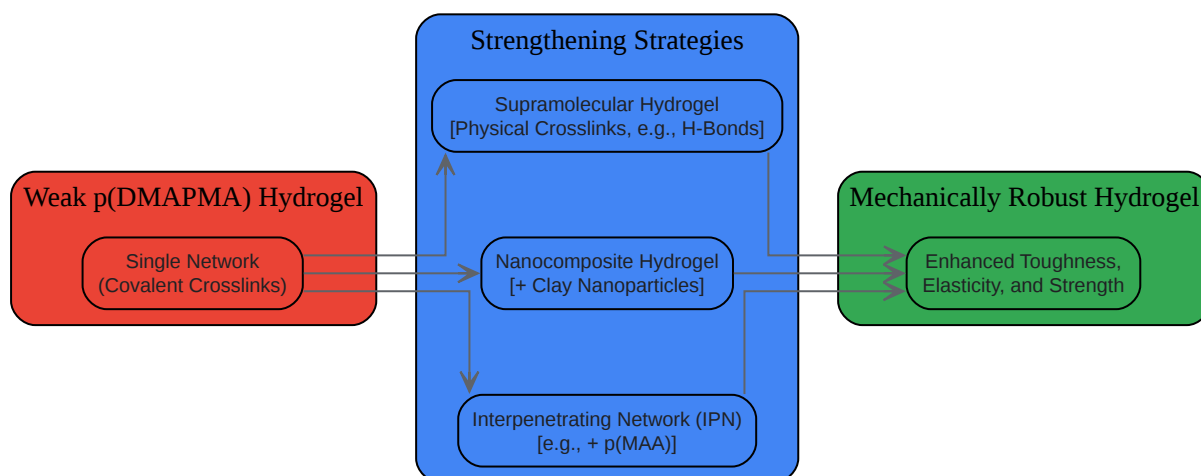 Strengthening Strategies
Supramolecular Hydrogel
[Physical Crosslinks, e.g., H-Bonds]
Weak p(DMAPMA) Hydrogel
Single Network
(Covalent Crosslinks)
Nanocomposite Hydrogel
[+ Clay Nanoparticles]
Interpenetrating Network (IPN)
[e.g., + p(MAA)]
Mechanically Robust Hydrogel
Enhanced Toughness,
Elasticity, and Strength